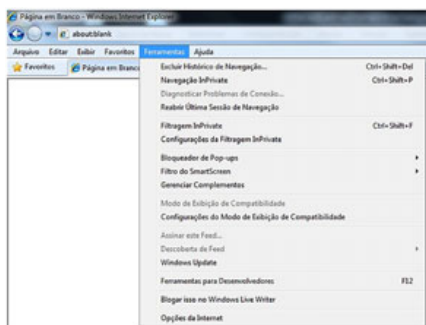 Página em Branco - Windows Internet Explorer
about:blank
Arquivo Editar Exibir Favoritos Ferramentas Ajuda
Favoritos Página em Branco
Excluir Histórico de Navegação... Ctrl+Shift+Del
Navegação InPrivate Ctrl+Shift+P
Diagnosticar Problemas de Conexão...
Reabrir Última Sessão de Navegação
Filtragem InPrivate Ctrl+Shift+F
Configurações da Filtragem InPrivate
Bloqueador de Pop-ups
Filtro do SmartScreen
Gerenciar Complementos
Modo de Exibição de Compatibilidade
Configurações do Modo de Exibição de Compatibilidade
Assinar este Feed...
Descoberta de Feed
Windows Update
Ferramentas para Desenvolvedores F12
Blogar isso no Windows Live Writer
Opções da Internet